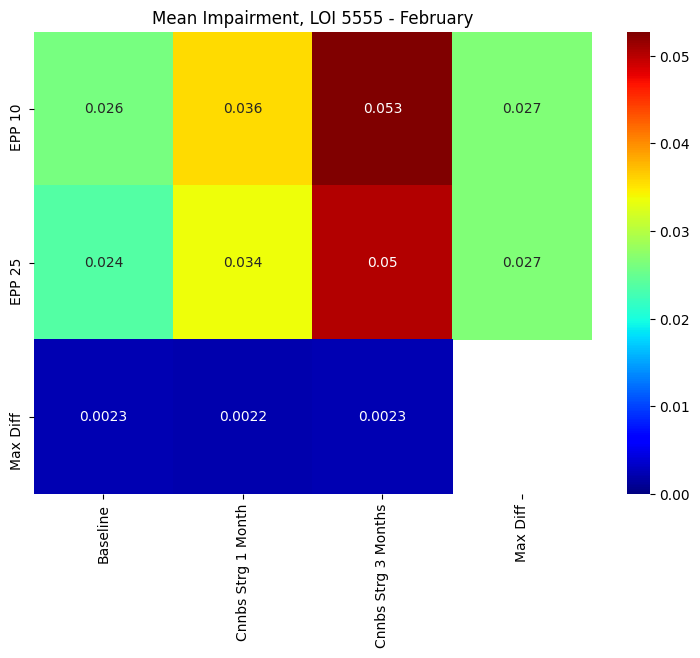 Mean Impairment, LOI 5555 - February
EPP 10
0.026 0.036 0.053 0.027
EPP 25
0.024 0.034 0.05 0.027
Max Diff
0.0023 0.0022 0.0023
Baseline
Cnnbs Strg 1 Month
Cnnbs Strg 3 Months
Max Diff
0.05
0.04
0.03
0.02
0.01
0.00